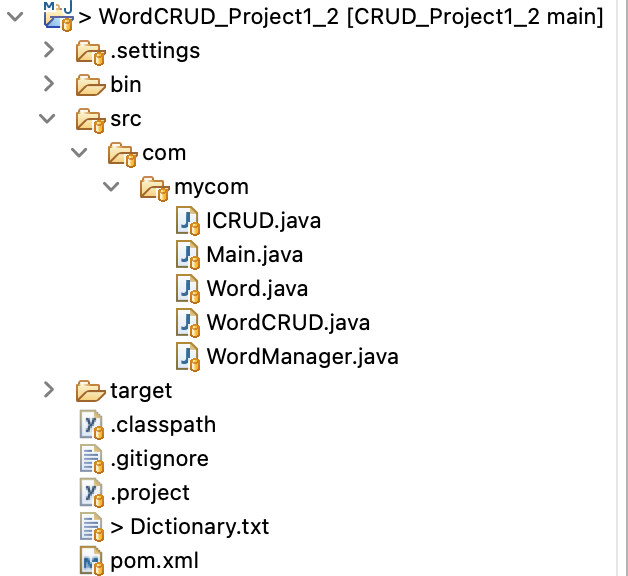 > WordCRUD_Project1_2 [CRUD_Project1_2 main]
.settings
bin
src
com
mycom
ICRUD.java
Main.java
Word.java
WordCRUD.java
WordManager.java
target
.classpath
.gitignore
.project
> Dictionary.txt
pom.xml